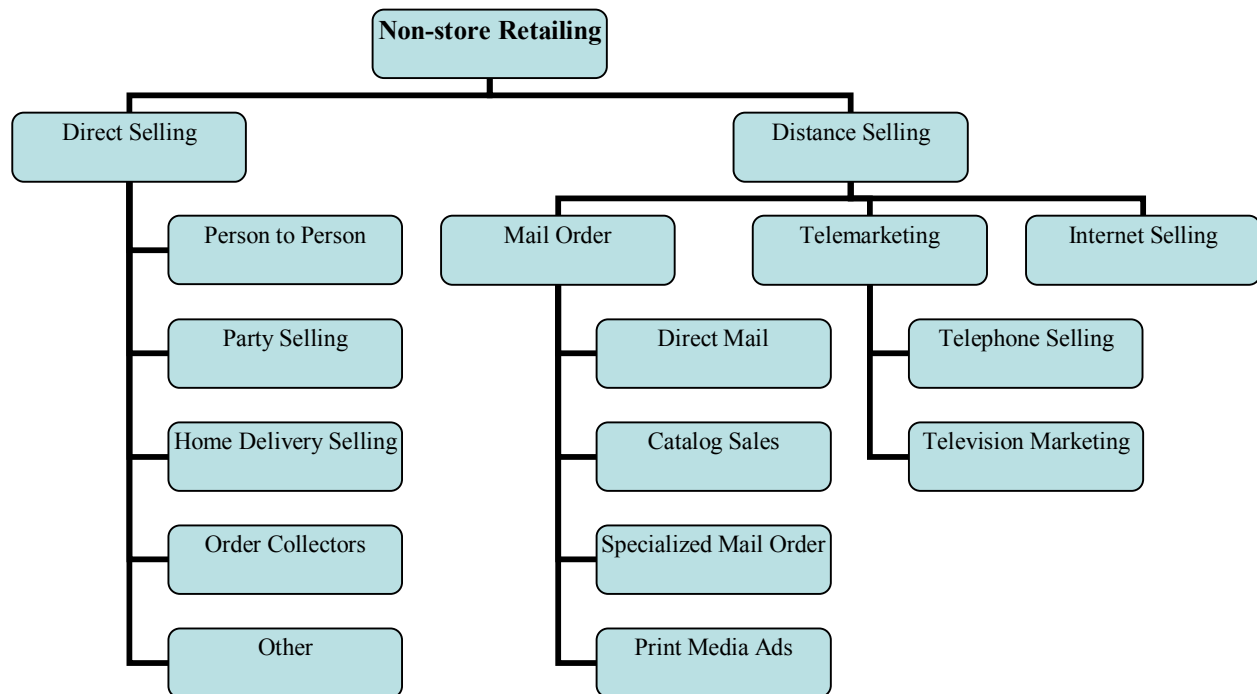 Non-store Retailing
Direct Selling
Distance Selling
Person to Person
Mail Order
Telemarketing
Internet Selling
Party Selling
Direct Mail
Telephone Selling
Home Delivery Selling
Catalog Sales
Television Marketing
Order Collectors
Specialized Mail Order
Other
Print Media Ads